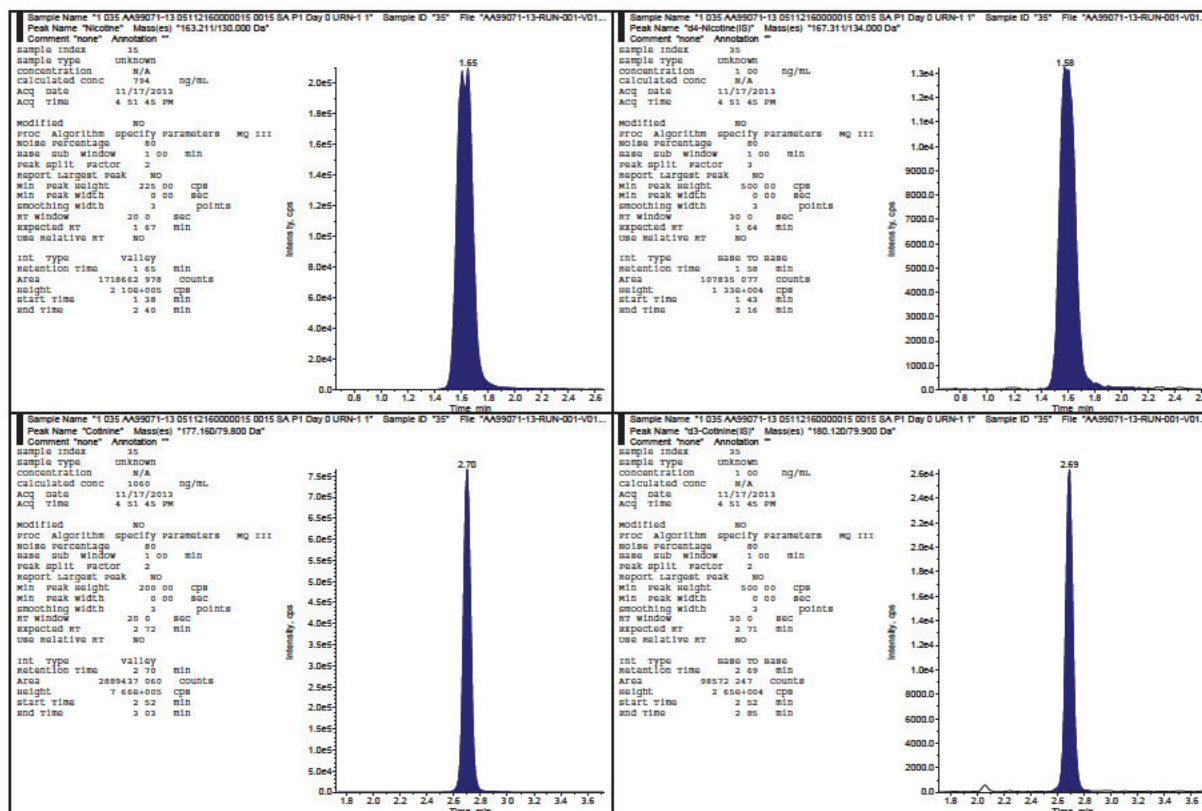 Sample Name "1 035 AA99071-13 05112160000015 0015 SA P1 Day 0 URN-1 1" Sample ID "35" File "AA99071-13-RUN-001-V01...
Peak Name "Nicotine" Mass(es) "163.211/130.000 Da"
Comment "none" Annotation ""
Sample Index 35
Sample Type Unknown
Concentration N/A
Calculated Conc 794 ng/mL
Acq Date 11/17/2013
Acq Time 4 51 45 PM
Modified NO
Proc Algorithm Specify Parameters MQ III
Noise Percentage 80
Base Sub Window 1 00 min
Peak Split Factor 2
Report Largest Peak NO
Min Peak Height 225 00 cps
Min Peak Width 0 00 sec
Smoothing Width 3 points
RT Window 20 0 sec
Expected RT 1 67 min
Use Relative RT NO
Int Type Valley
Retention Time 1 65 min
Area 1718662 978 counts
Height 2 10e+005 cps
Start Time 1 38 min
End Time 2 40 min
1.65
Intensity, cps
2.0e5
1.8e5
1.6e5
1.4e5
1.2e5
1.0e5
8.0e4
6.0e4
4.0e4
2.0e4
0.0
0.8 1.0 1.2 1.4 1.6 1.8 2.0 2.2 2.4 2.6
Time, min
Sample Name "1 035 AA99071-13 05112160000015 0015 SA P1 Day 0 URN-1 1" Sample ID "35" File "AA99071-13-RUN-001-V01...
Peak Name "d4-Nicotine(IS)" Mass(es) "167.311/134.000 Da"
Comment "none" Annotation ""
Sample Index 35
Sample Type Unknown
Concentration 1 00 ng/mL
Calculated Conc N/A
Acq Date 11/17/2013
Acq Time 4 51 45 PM
Modified NO
Proc Algorithm Specify Parameters MQ III
Noise Percentage 80
Base Sub Window 1 00 min
Peak Split Factor 3
Report Largest Peak NO
Min Peak Height 500 00 cps
Min Peak Width 0 00 sec
Smoothing Width 3 points
RT Window 30 0 sec
Expected RT 1 64 min
Use Relative RT NO
Int Type Base To Base
Retention Time 1 58 min
Area 107835 077 counts
Height 1 33e+004 cps
Start Time 1 43 min
End Time 2 16 min
1.58
Intensity, cps
1.3e4
1.2e4
1.1e4
1.0e4
9000.0
8000.0
7000.0
6000.0
5000.0
4000.0
3000.0
2000.0
1000.0
0.0
0.8 1.0 1.2 1.4 1.6 1.8 2.0 2.2 2.4
Time, min
Sample Name "1 035 AA99071-13 05112160000015 0015 SA P1 Day 0 URN-1 1" Sample ID "35" File "AA99071-13-RUN-001-V01...
Peak Name "Cotinine" Mass(es) "177.160/79.800 Da"
Comment "none" Annotation ""
Sample Index 35
Sample Type Unknown
Concentration N/A
Calculated Conc 1060 ng/mL
Acq Date 11/17/2013
Acq Time 4 51 45 PM
Modified NO
Proc Algorithm Specify Parameters MQ III
Noise Percentage 80
Base Sub Window 1 00 min
Peak Split Factor 2
Report Largest Peak NO
Min Peak Height 200 00 cps
Min Peak Width 0 00 sec
Smoothing Width 3 points
RT Window 20 0 sec
Expected RT 2 72 min
Use Relative RT NO
Int Type Valley
Retention Time 2 70 min
Area 2889437 060 counts
Height 7 66e+005 cps
Start Time 2 52 min
End Time 3 03 min
2.70
Intensity, cps
7.5e5
7.0e5
6.5e5
6.0e5
5.5e5
5.0e5
4.5e5
4.0e5
3.5e5
3.0e5
2.5e5
2.0e5
1.5e5
1.0e5
5.0e4
0.0
1.8 2.0 2.2 2.4 2.6 2.8 3.0 3.2 3.4 3.6
Time, min
Sample Name "1 035 AA99071-13 05112160000015 0015 SA P1 Day 0 URN-1 1" Sample ID "35" File "AA99071-13-RUN-001-V01...
Peak Name "d3-Cotinine(IS)" Mass(es) "180.120/79.900 Da"
Comment "none" Annotation ""
Sample Index 35
Sample Type Unknown
Concentration 1 00 ng/mL
Calculated Conc N/A
Acq Date 11/17/2013
Acq Time 4 51 45 PM
Modified NO
Proc Algorithm Specify Parameters MQ III
Noise Percentage 80
Base Sub Window 1 00 min
Peak Split Factor 2
Report Largest Peak NO
Min Peak Height 500 00 cps
Min Peak Width 0 00 sec
Smoothing Width 3 points
RT Window 30 0 sec
Expected RT 2 71 min
Use Relative RT NO
Int Type Base To Base
Retention Time 2 69 min
Area 98572 247 counts
Height 2 65e+004 cps
Start Time 2 52 min
End Time 2 85 min
2.69
Intensity, cps
2.6e4
2.4e4
2.2e4
2.0e4
1.8e4
1.6e4
1.4e4
1.2e4
1.0e4
8000.0
6000.0
4000.0
2000.0
0.0
1.8 2.0 2.2 2.4 2.6 2.8 3.0 3.2 3.4 3.6
Time, min